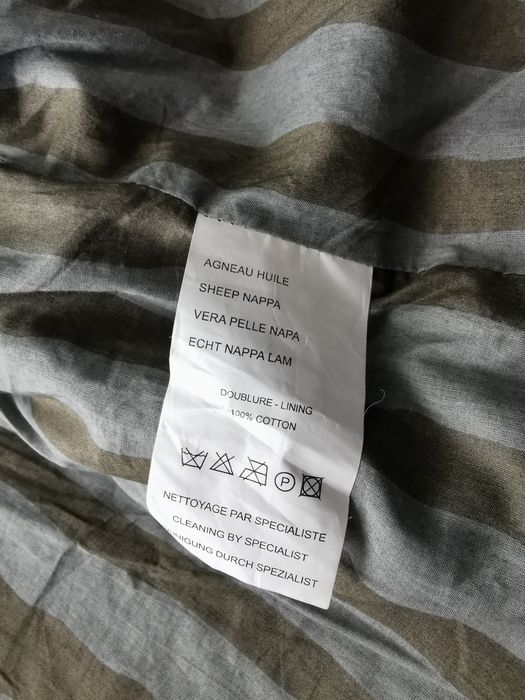 AGNEAU HUILE
SHEEP NAPPA
VERA PELLE NAPA
ECHT NAPPA LAM
DOUBLURE - LINING
100% COTTON
P
NETTOYAGE PAR SPECIALISTE
CLEANING BY SPECIALIST
DURCH SPEZIALIST